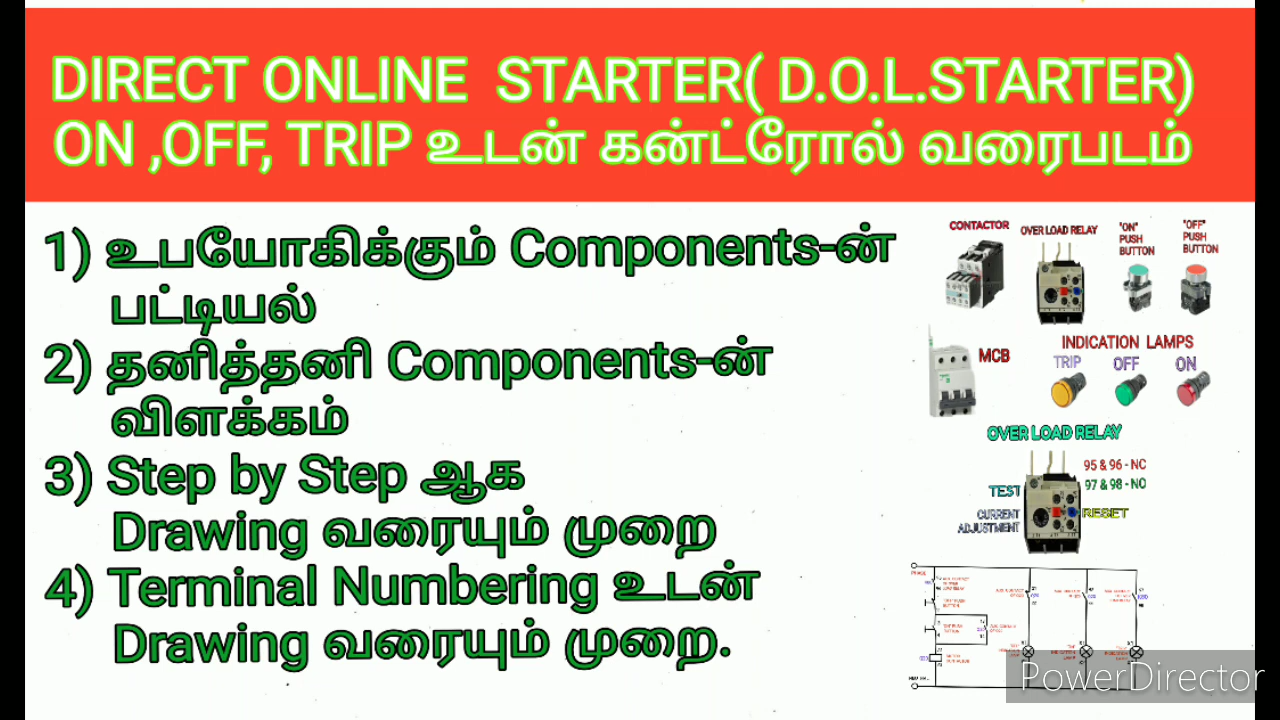 DIRECT ONLINE STARTER( D.O.L.STARTER)
ON ,OFF, TRIP உடன் கன்ட்ரோல் வரைபடம்
1) உபயோகிக்கும் Components-ன்
பட்டியல்
2) தனித்தனி Components-ன்
விளக்கம்
3) Step by Step ஆக
Drawing வரையும் முறை
4) Terminal Numbering உடன்
Drawing வரையும் முறை.
CONTACTOR
OVER LOAD RELAY
"ON"
PUSH
BUTTON
"OFF"
PUSH
BUTTON
MCB
INDICATION LAMPS
TRIP OFF ON
OVER LOAD RELAY
95 & 96 - NC
97 & 98 - NO
TEST
RESET
CURRENT
ADJUSTMENT
PHASE
PowerDirector